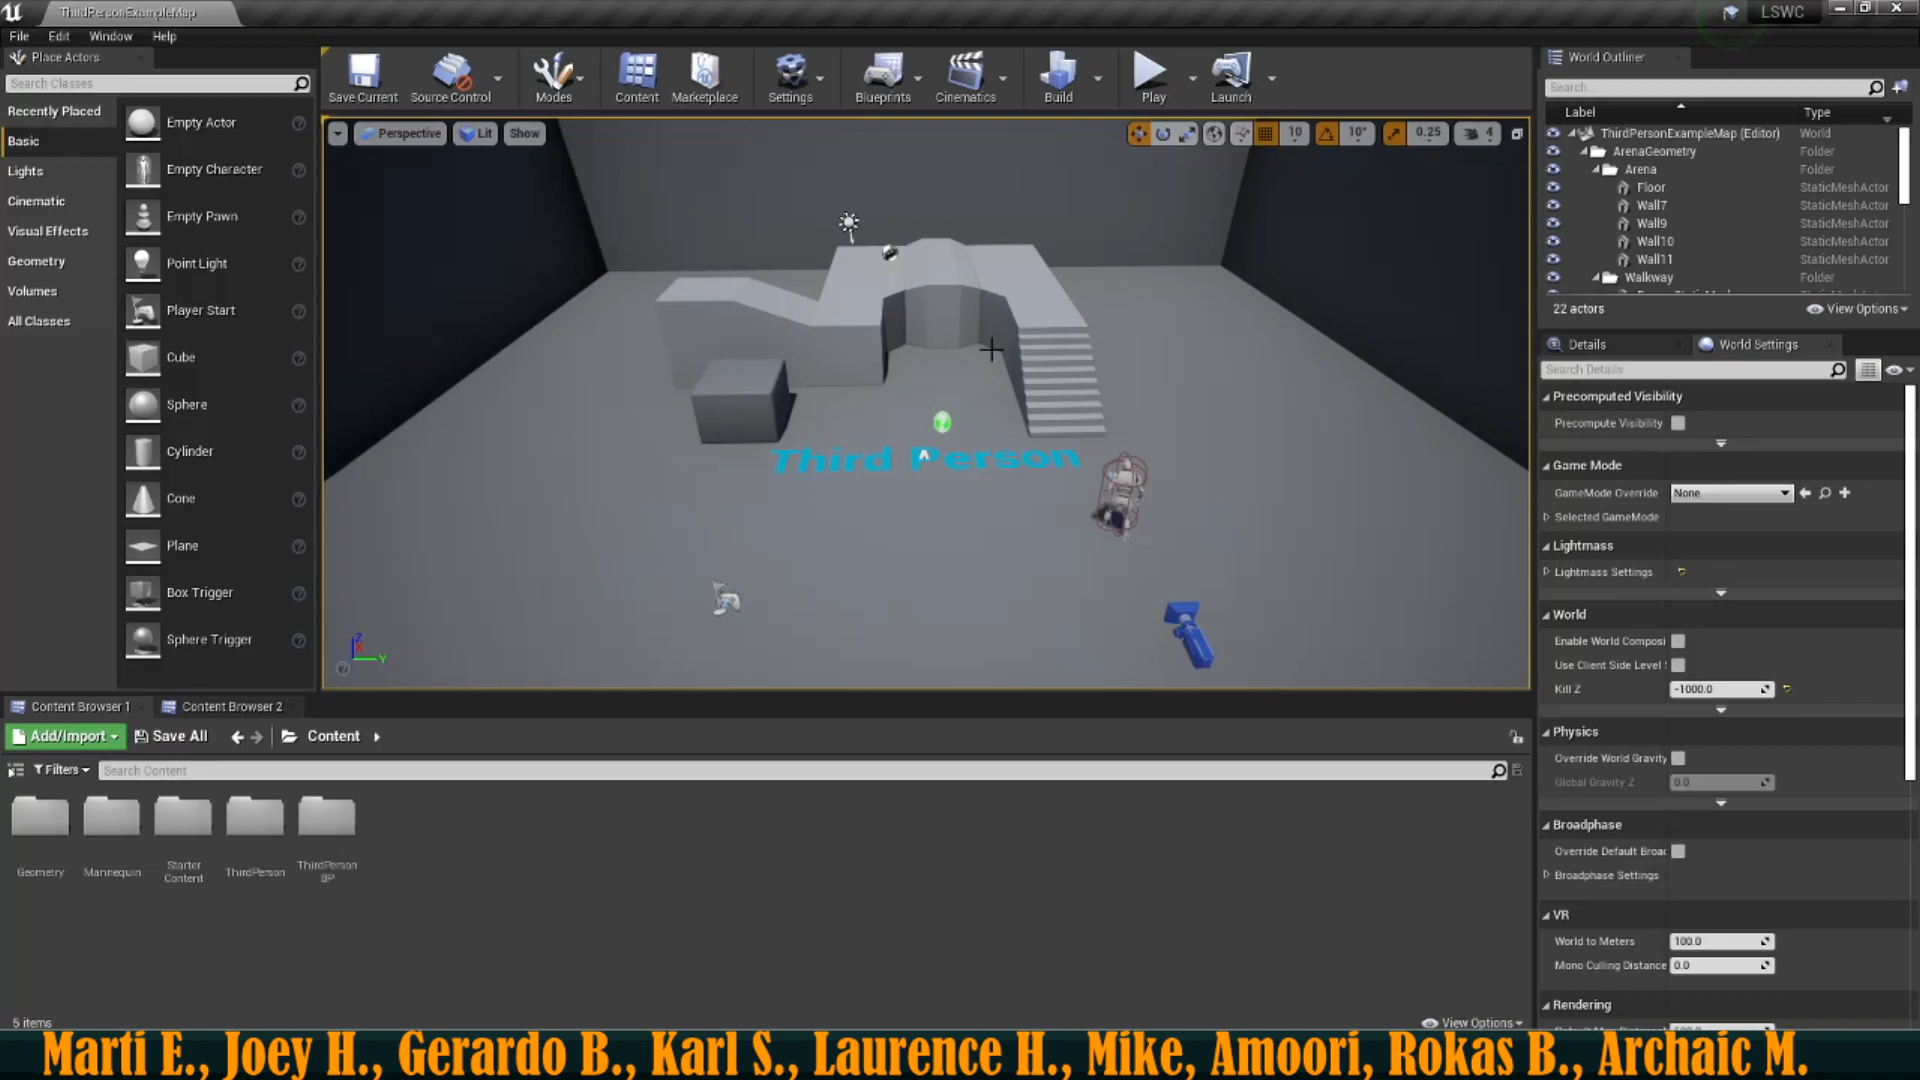 ThirdPersonExampleMap
LSWC
File Edit Window Help
Place Actors
Search Classes
Recently Placed
Basic
Lights
Cinematic
Visual Effects
Geometry
Volumes
All Classes
Empty Actor
Empty Character
Empty Pawn
Point Light
Player Start
Cube
Sphere
Cylinder
Cone
Plane
Box Trigger
Sphere Trigger
Save Current
Source Control
Modes
Content
Marketplace
Settings
Blueprints
Cinematics
Build
Play
Launch
Perspective Lit Show
10 10° 0.25 4
Third Person
Z
X
Y
World Outliner
Search...
Label Type
ThirdPersonExampleMap (Editor) World
ArenaGeometry Folder
Arena Folder
Floor StaticMeshActor
Wall7 StaticMeshActor
Wall9 StaticMeshActor
Wall10 StaticMeshActor
Wall11 StaticMeshActor
Walkway Folder
22 actors View Options
Details World Settings
Search Details
Precomputed Visibility
Precompute Visibility
Game Mode
GameMode Override None
Selected GameMode
Lightmass
Lightmass Settings
World
Enable World Composi
Use Client Side Level
Kill Z -1000.0
Physics
Override World Gravity
Global Gravity Z 0.0
Broadphase
Override Default Broad
Broadphase Settings
VR
World to Meters 100.0
Mono Culling Distance 0.0
Rendering
Content Browser 1 Content Browser 2
Add/Import Save All Content
Filters Search Content
Geometry
Mannequin
Starter
Content
ThirdPerson
ThirdPerson
BP
5 items View Options
Marti E., Joey H., Gerardo B., Karl S., Laurence H., Mike, Amoori, Rokas B., Archaic M.